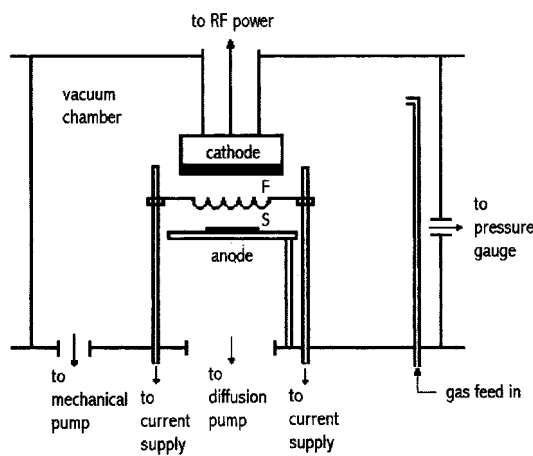 to RF power
vacuum
chamber
cathode
F
S
anode
to
pressure
gauge
to
mechanical
pump
to
current
supply
to
diffusion
pump
to
current
supply
gas feed in